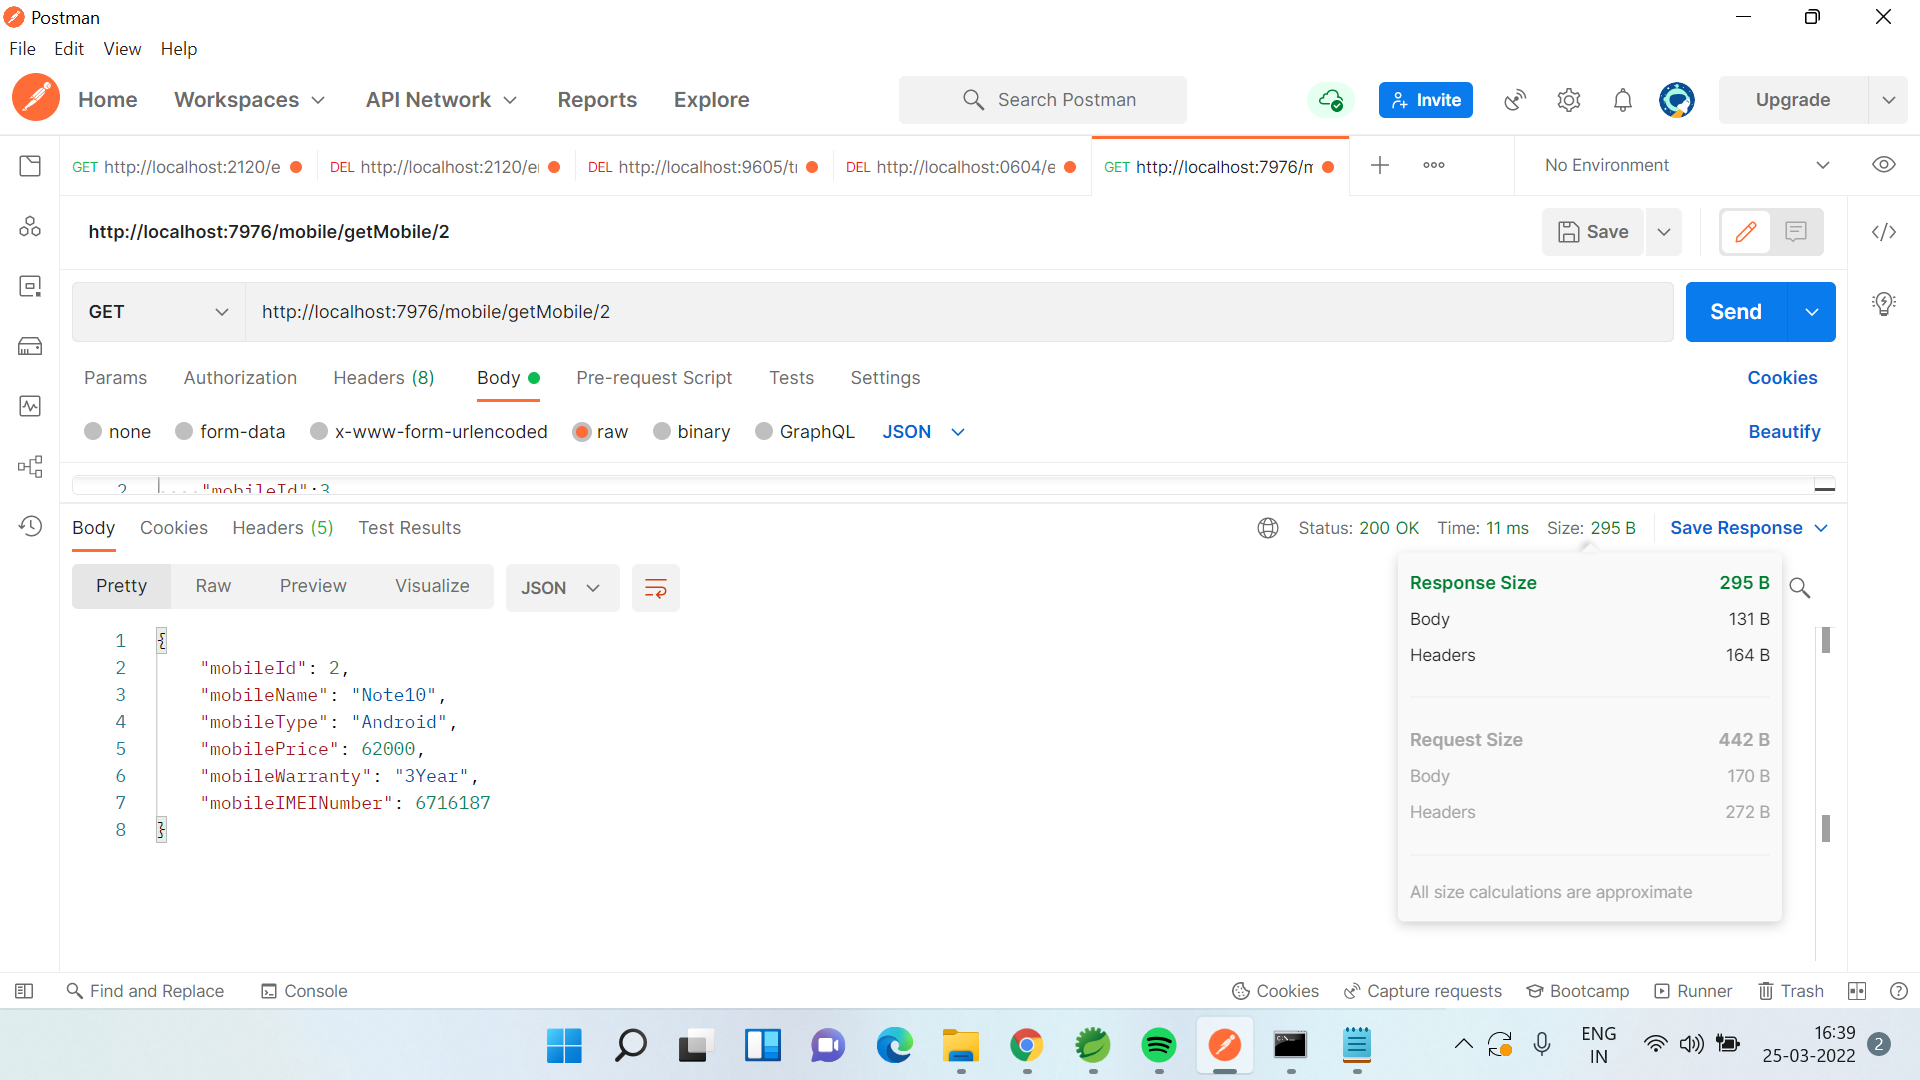 Postman
File Edit View Help
Home Workspaces API Network Reports Explore Search Postman Invite Upgrade
GET http://localhost:2120/e DEL http://localhost:2120/e DEL http://localhost:9605/t DEL http://localhost:0604/e GET http://localhost:7976/m No Environment
http://localhost:7976/mobile/getMobile/2 Save
GET http://localhost:7976/mobile/getMobile/2 Send
Params Authorization Headers (8) Body Pre-request Script Tests Settings Cookies
none form-data x-www-form-urlencoded raw binary GraphQL JSON Beautify
2 "mobileId":3
Body Cookies Headers (5) Test Results Status: 200 OK Time: 11 ms Size: 295 B Save Response
Pretty Raw Preview Visualize JSON
1 {
2 "mobileId": 2,
3 "mobileName": "Note10",
4 "mobileType": "Android",
5 "mobilePrice": 62000,
6 "mobileWarranty": "3Year",
7 "mobileIMEINumber": 6716187
8 }
Response Size 295 B
Body 131 B
Headers 164 B
Request Size 442 B
Body 170 B
Headers 272 B
All size calculations are approximate
Find and Replace Console Cookies Capture requests Bootcamp Runner Trash
ENG
IN
16:39
25-03-2022
2